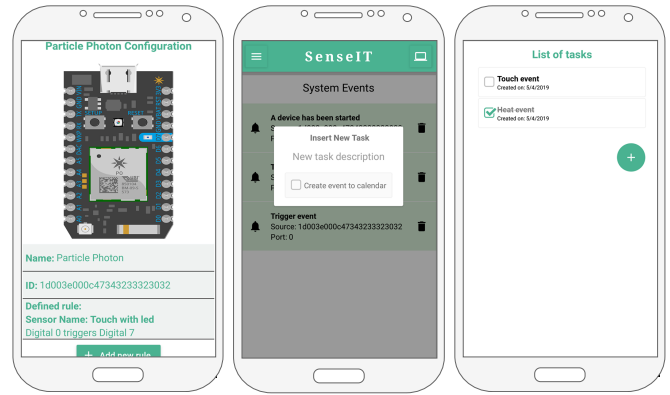 Particle Photon Configuration
SETUP
RESET
Name: Particle Photon
ID: 1d003e000c47343233323032
Defined rule:
Sensor Name: Touch with led
Digital 0 triggers Digital 7
+ Add new rule
SenseIT
System Events
A device has been started
Insert New Task
New task description
Create event to calendar
Trigger event
Source: 1d003e000c47343233323032
Port: 0
List of tasks
Touch event
Created on: 5/4/2019
Heat event
Created on: 5/4/2019
+